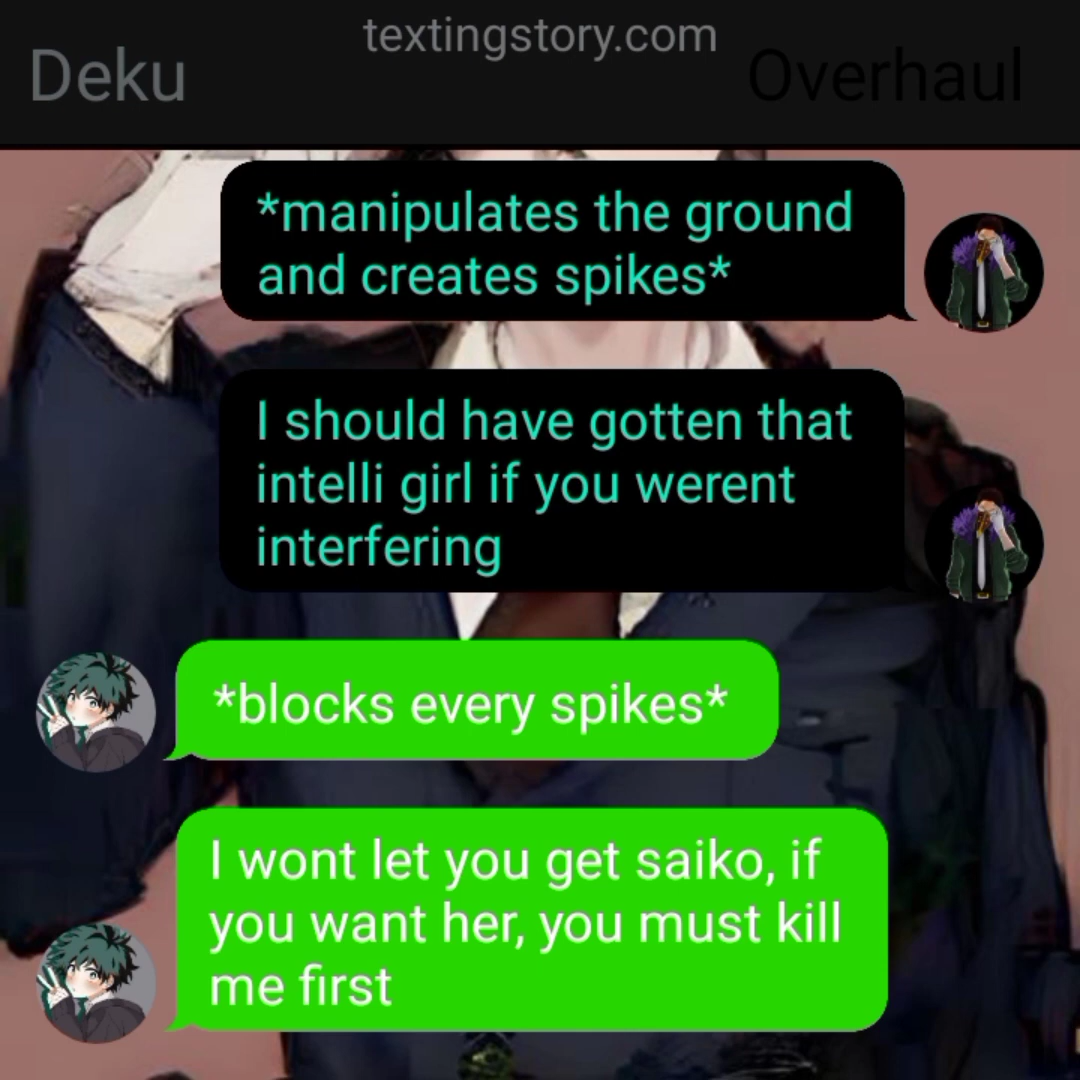 textingstory.com
Deku
Overhaul
*manipulates the ground
and creates spikes*
I should have gotten that
intelli girl if you werent
interfering
*blocks every spikes*
I wont let you get saiko, if
you want her, you must kill
me first